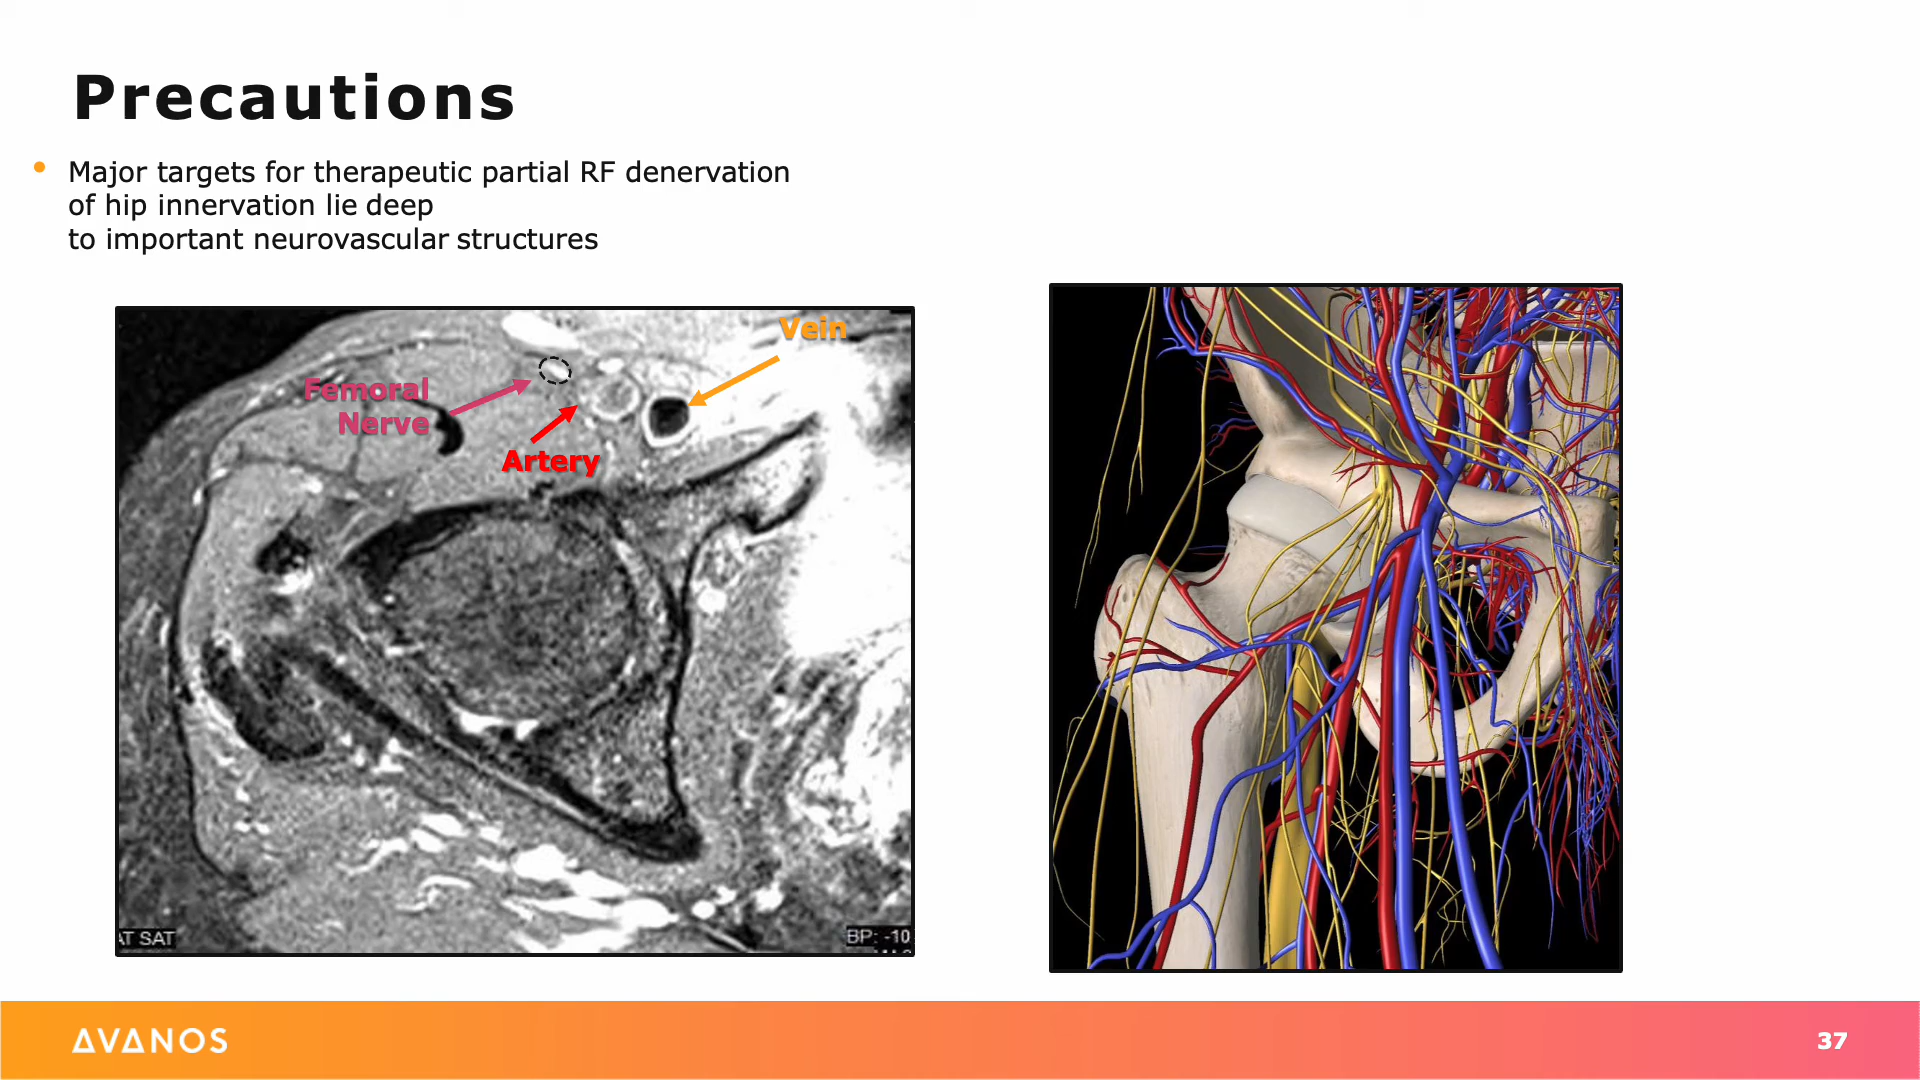 Precautions
Major targets for therapeutic partial RF denervation
of hip innervation lie deep
to important neurovascular structures
Vein
Femoral
Nerve
Artery
AT SAT
BP: -10
AVANOS
37